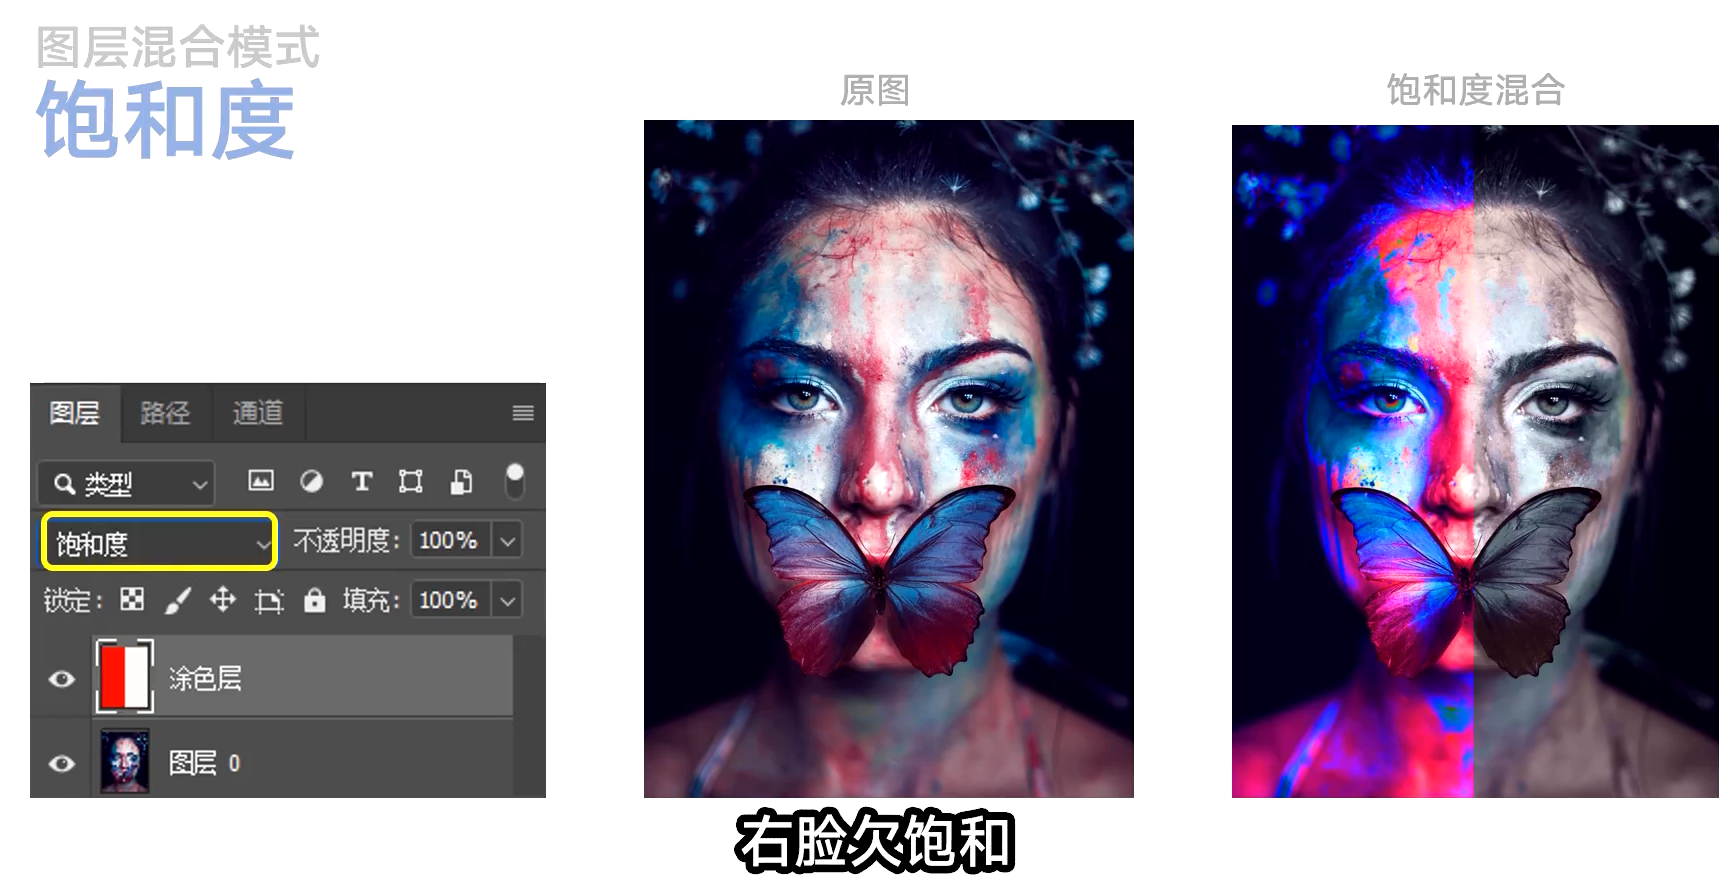 图层混合模式
饱和度
原图
饱和度混合
图层 路径 通道
类型
饱和度 不透明度: 100%
锁定: 填充: 100%
涂色层
图层 0
右脸欠饱和